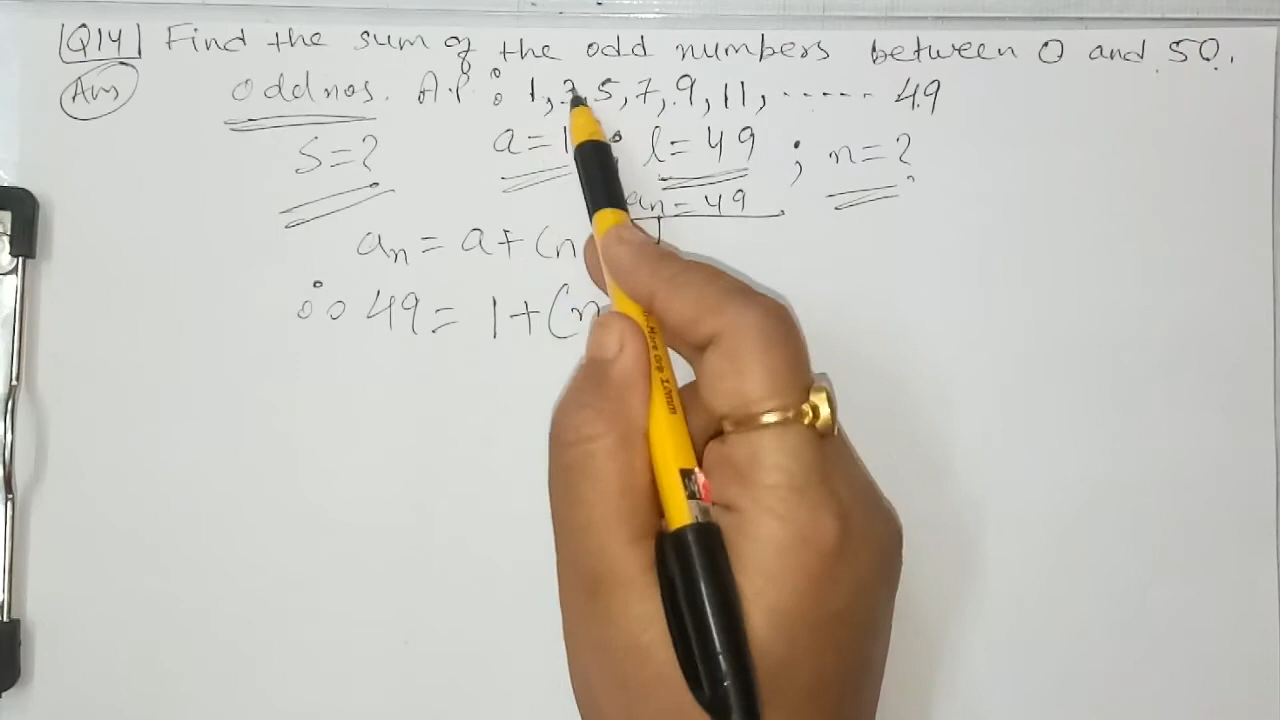 Q14 Find the sum of the odd numbers between 0 and 50.
Ans Odd nos. A.P : 1, 3, 5, 7, 9, 11, ...... 49
S=? a=1 ; l=49 ; n=?
an=49
an = a+(n
∴ 49 = 1+(n